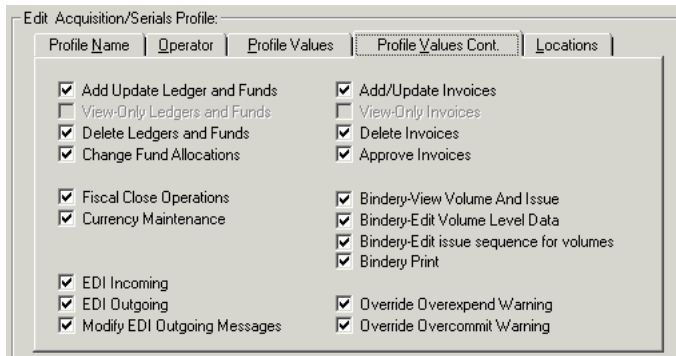 Edit Acquisition/Serials Profile:
Profile Name Operator Profile Values Profile Values Cont. Locations
Add Update Ledger and Funds
View-Only Ledgers and Funds
Delete Ledgers and Funds
Change Fund Allocations
Fiscal Close Operations
Currency Maintenance
EDI Incoming
EDI Outgoing
Modify EDI Outgoing Messages
Add/Update Invoices
View-Only Invoices
Delete Invoices
Approve Invoices
Bindery-View Volume And Issue
Bindery-Edit Volume Level Data
Bindery-Edit issue sequence for volumes
Bindery Print
Override Overexpend Warning
Override Overcommit Warning